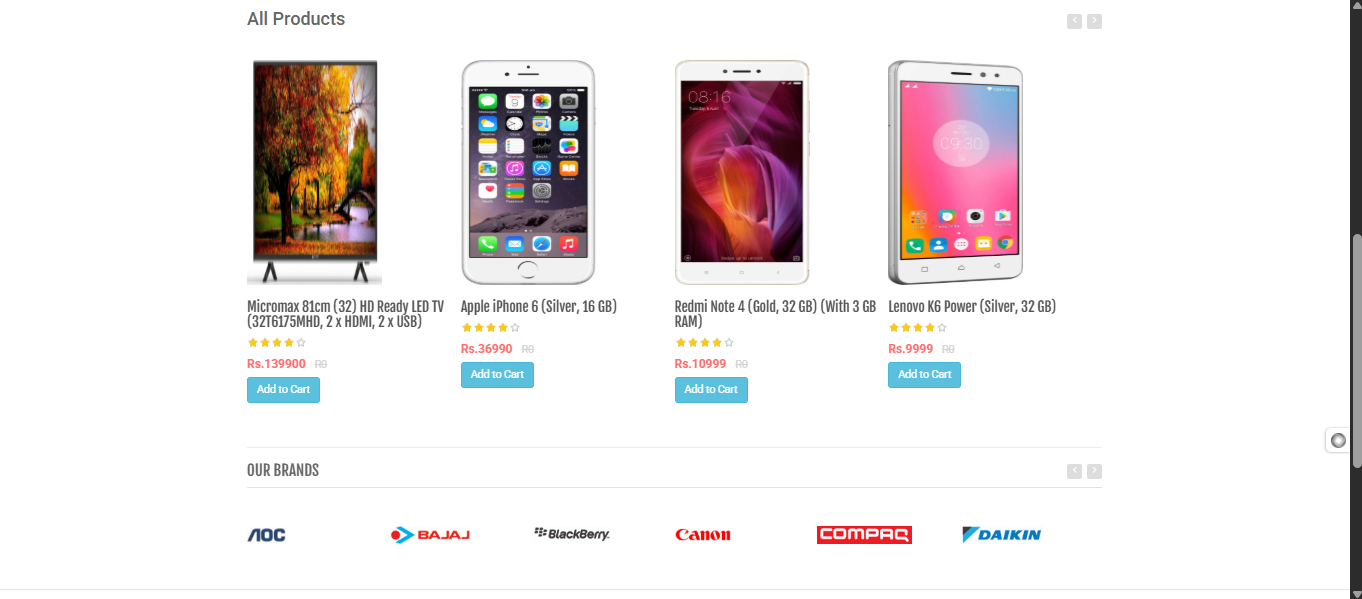 All Products
08:16
09:30
Micromax 81cm (32) HD Ready LED TV
(32T6175MHD, 2 x HDMI, 2 x USB)
Rs.139900 R0
Add to Cart
Apple iPhone 6 (Silver, 16 GB)
Rs.36990 R0
Add to Cart
Redmi Note 4 (Gold, 32 GB) (With 3 GB
RAM)
Rs.10999 R0
Add to Cart
Lenovo K6 Power (Silver, 32 GB)
Rs.9999 R0
Add to Cart
OUR BRANDS
AOC
BAJAJ
BlackBerry.
Canon
COMPAQ
DAIKIN